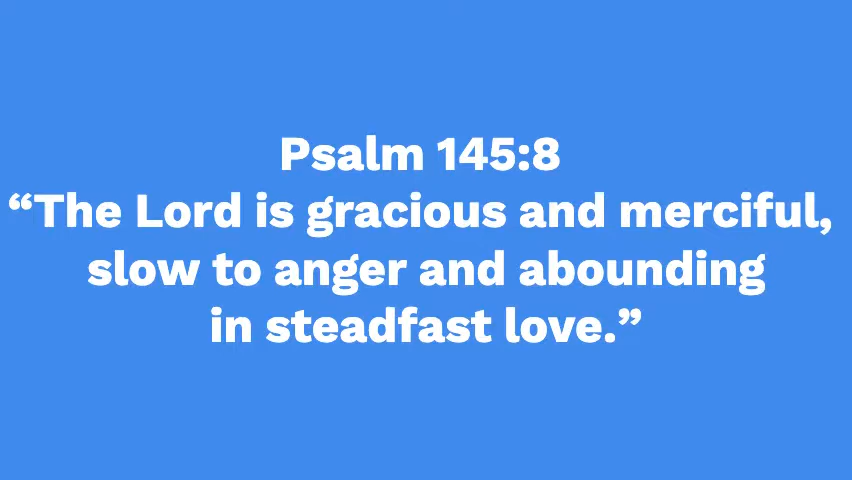 Psalm 145:8
“The Lord is gracious and merciful,
slow to anger and abounding
in steadfast love.”